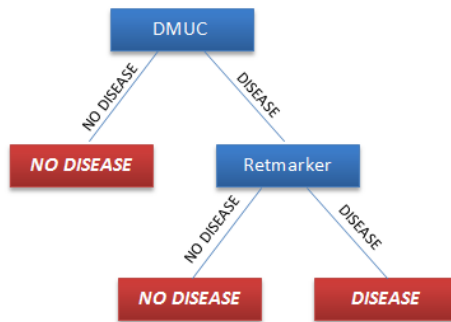 DMUC
NO DISEASE
DISEASE
NO DISEASE
Retmarker
NO DISEASE
DISEASE
NO DISEASE
DISEASE